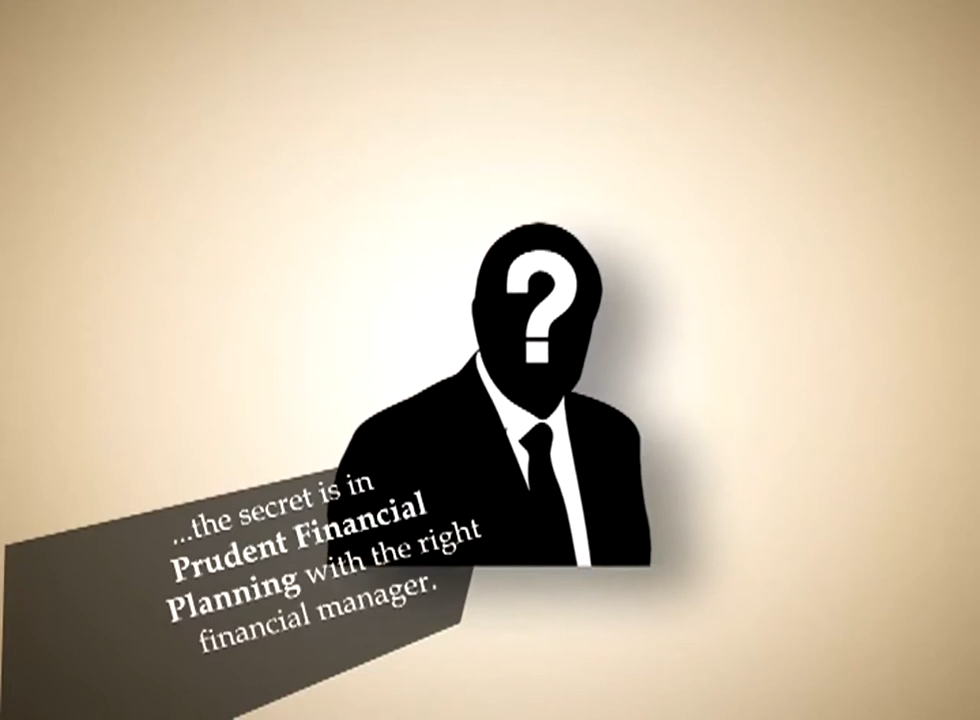 ?
...the secret is in
Prudent Financial
Planning with the right
financial manager.